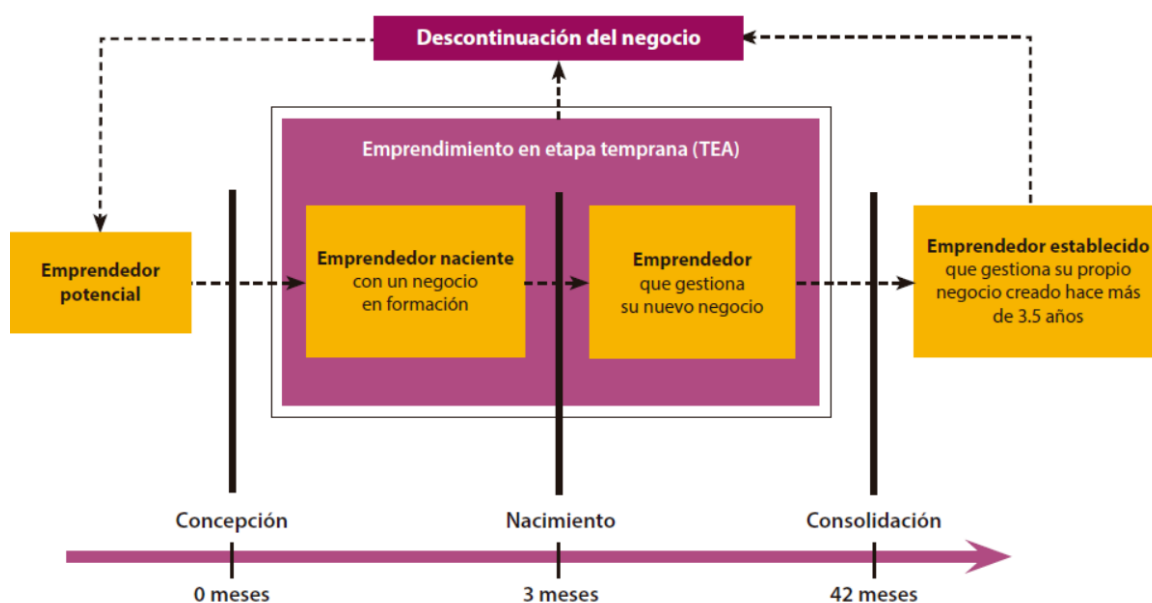 Descontinuación del negocio
Emprendimiento en etapa temprana (TEA)
Emprendedor
potencial
Emprendedor naciente
con un negocio
en formación
Emprendedor
que gestiona
su nuevo negocio
Emprendedor establecido
que gestiona su propio
negocio creado hace más
de 3.5 años
Concepción
Nacimiento
Consolidación
0 meses
3 meses
42 meses